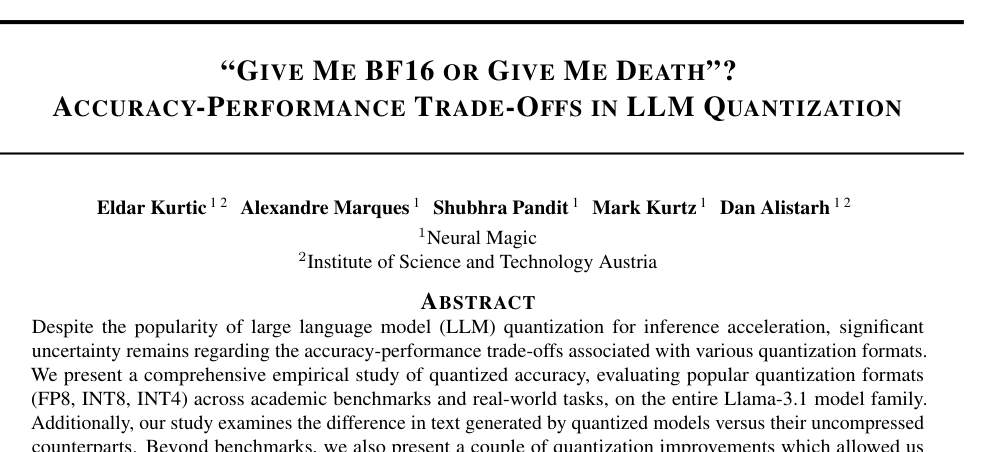 “GIVE ME BF16 OR GIVE ME DEATH”?
ACCURACY-PERFORMANCE TRADE-OFFS IN LLM QUANTIZATION
Eldar Kurtic 1 2 Alexandre Marques 1 Shubhra Pandit 1 Mark Kurtz 1 Dan Alistarh 1 2
1Neural Magic
2Institute of Science and Technology Austria
ABSTRACT
Despite the popularity of large language model (LLM) quantization for inference acceleration, significant
uncertainty remains regarding the accuracy-performance trade-offs associated with various quantization formats.
We present a comprehensive empirical study of quantized accuracy, evaluating popular quantization formats
(FP8, INT8, INT4) across academic benchmarks and real-world tasks, on the entire Llama-3.1 model family.
Additionally, our study examines the difference in text generated by quantized models versus their uncompressed
counterparts. Beyond benchmarks, we also present a couple of quantization improvements which allowed us